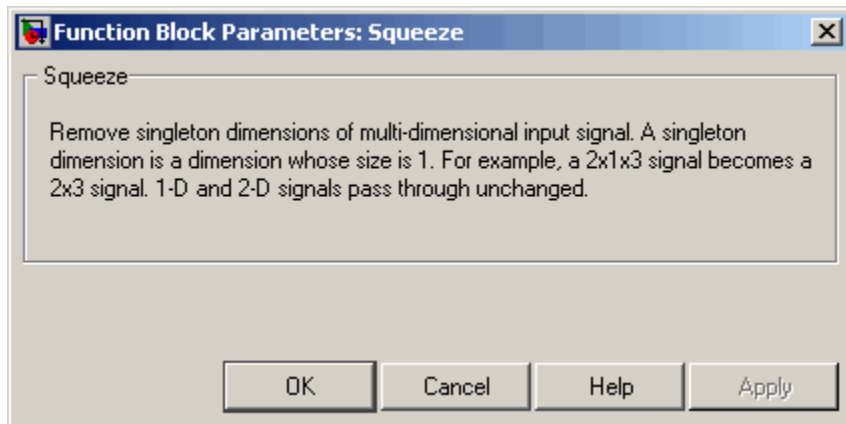 Function Block Parameters: Squeeze
Squeeze
Remove singleton dimensions of multi-dimensional input signal. A singleton
dimension is a dimension whose size is 1. For example, a 2x1x3 signal becomes a
2x3 signal. 1-D and 2-D signals pass through unchanged.
OK Cancel Help Apply